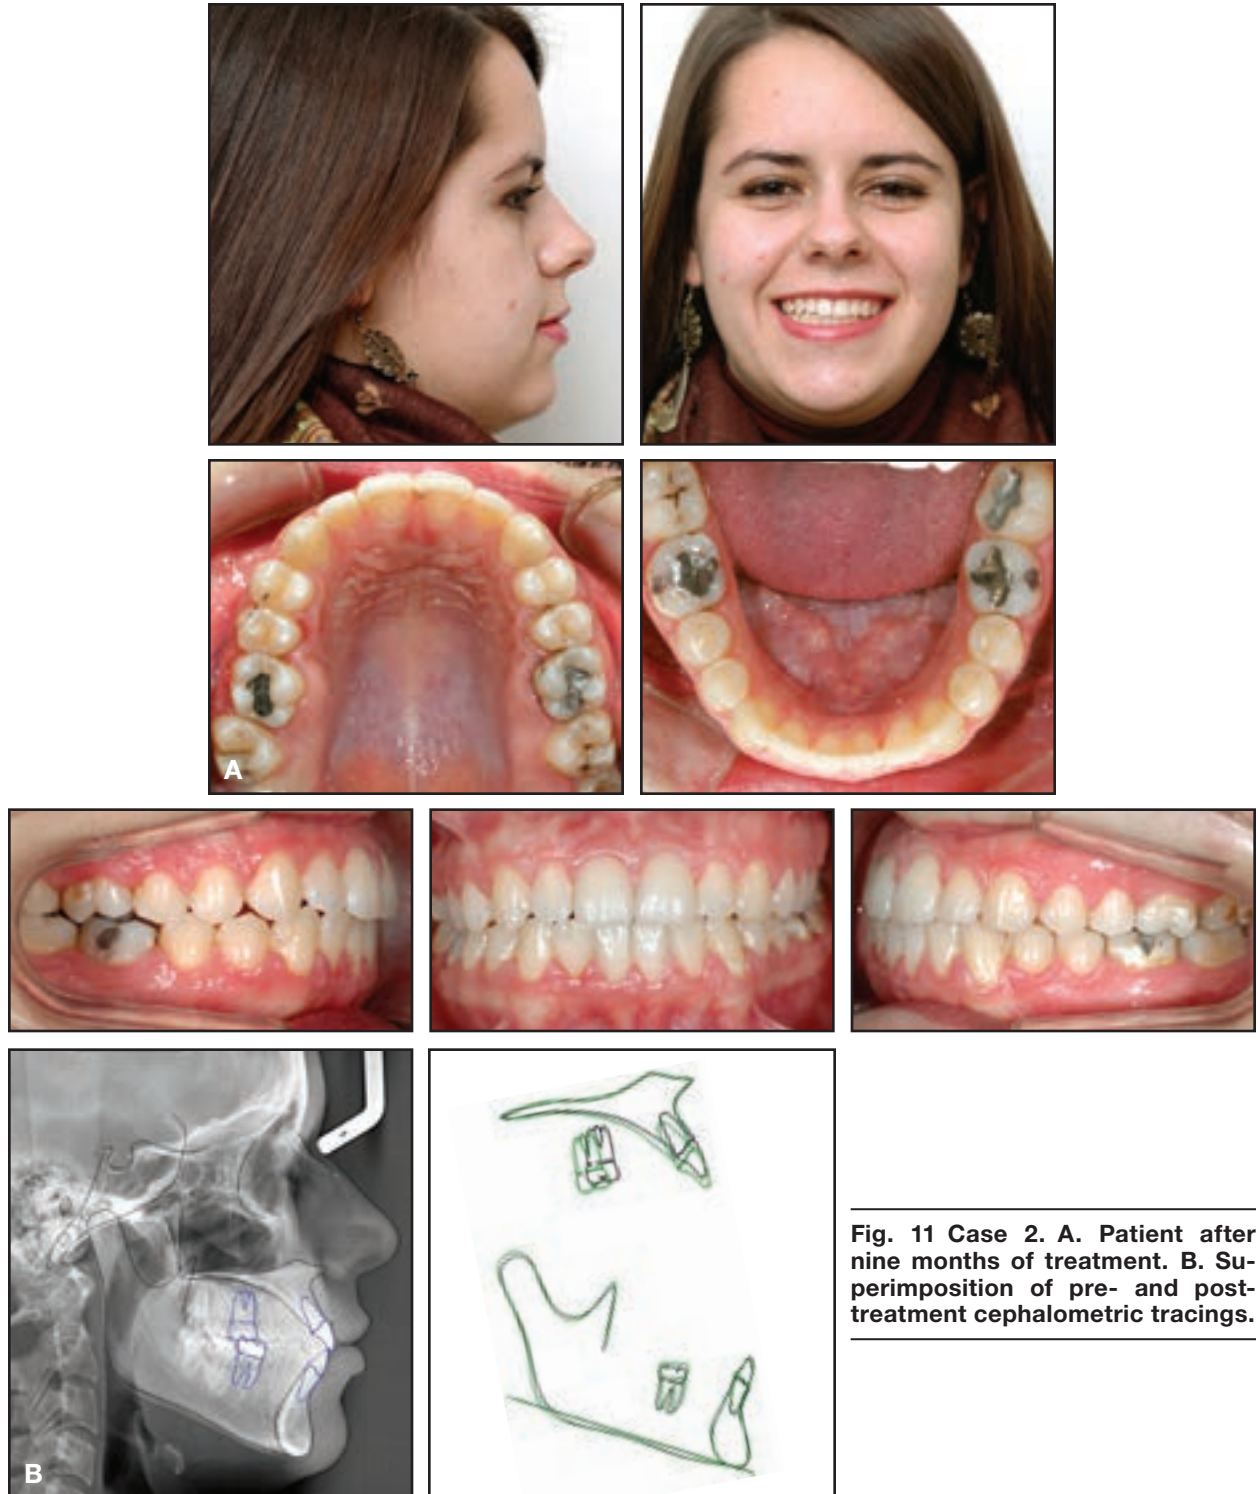 A
B
Fig. 11 Case 2. A. Patient after
nine months of treatment. B. Su-
perimposition of pre- and post-
treatment cephalometric tracings.